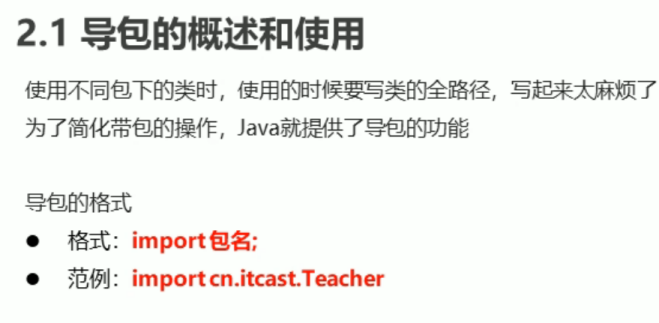 2.1 导包的概述和使用
使用不同包下的类时，使用的时候要写类的全路径，写起来太麻烦了
为了简化带包的操作，Java就提供了导包的功能
导包的格式
● 格式：import 包名;
● 范例：import cn.itcast.Teacher